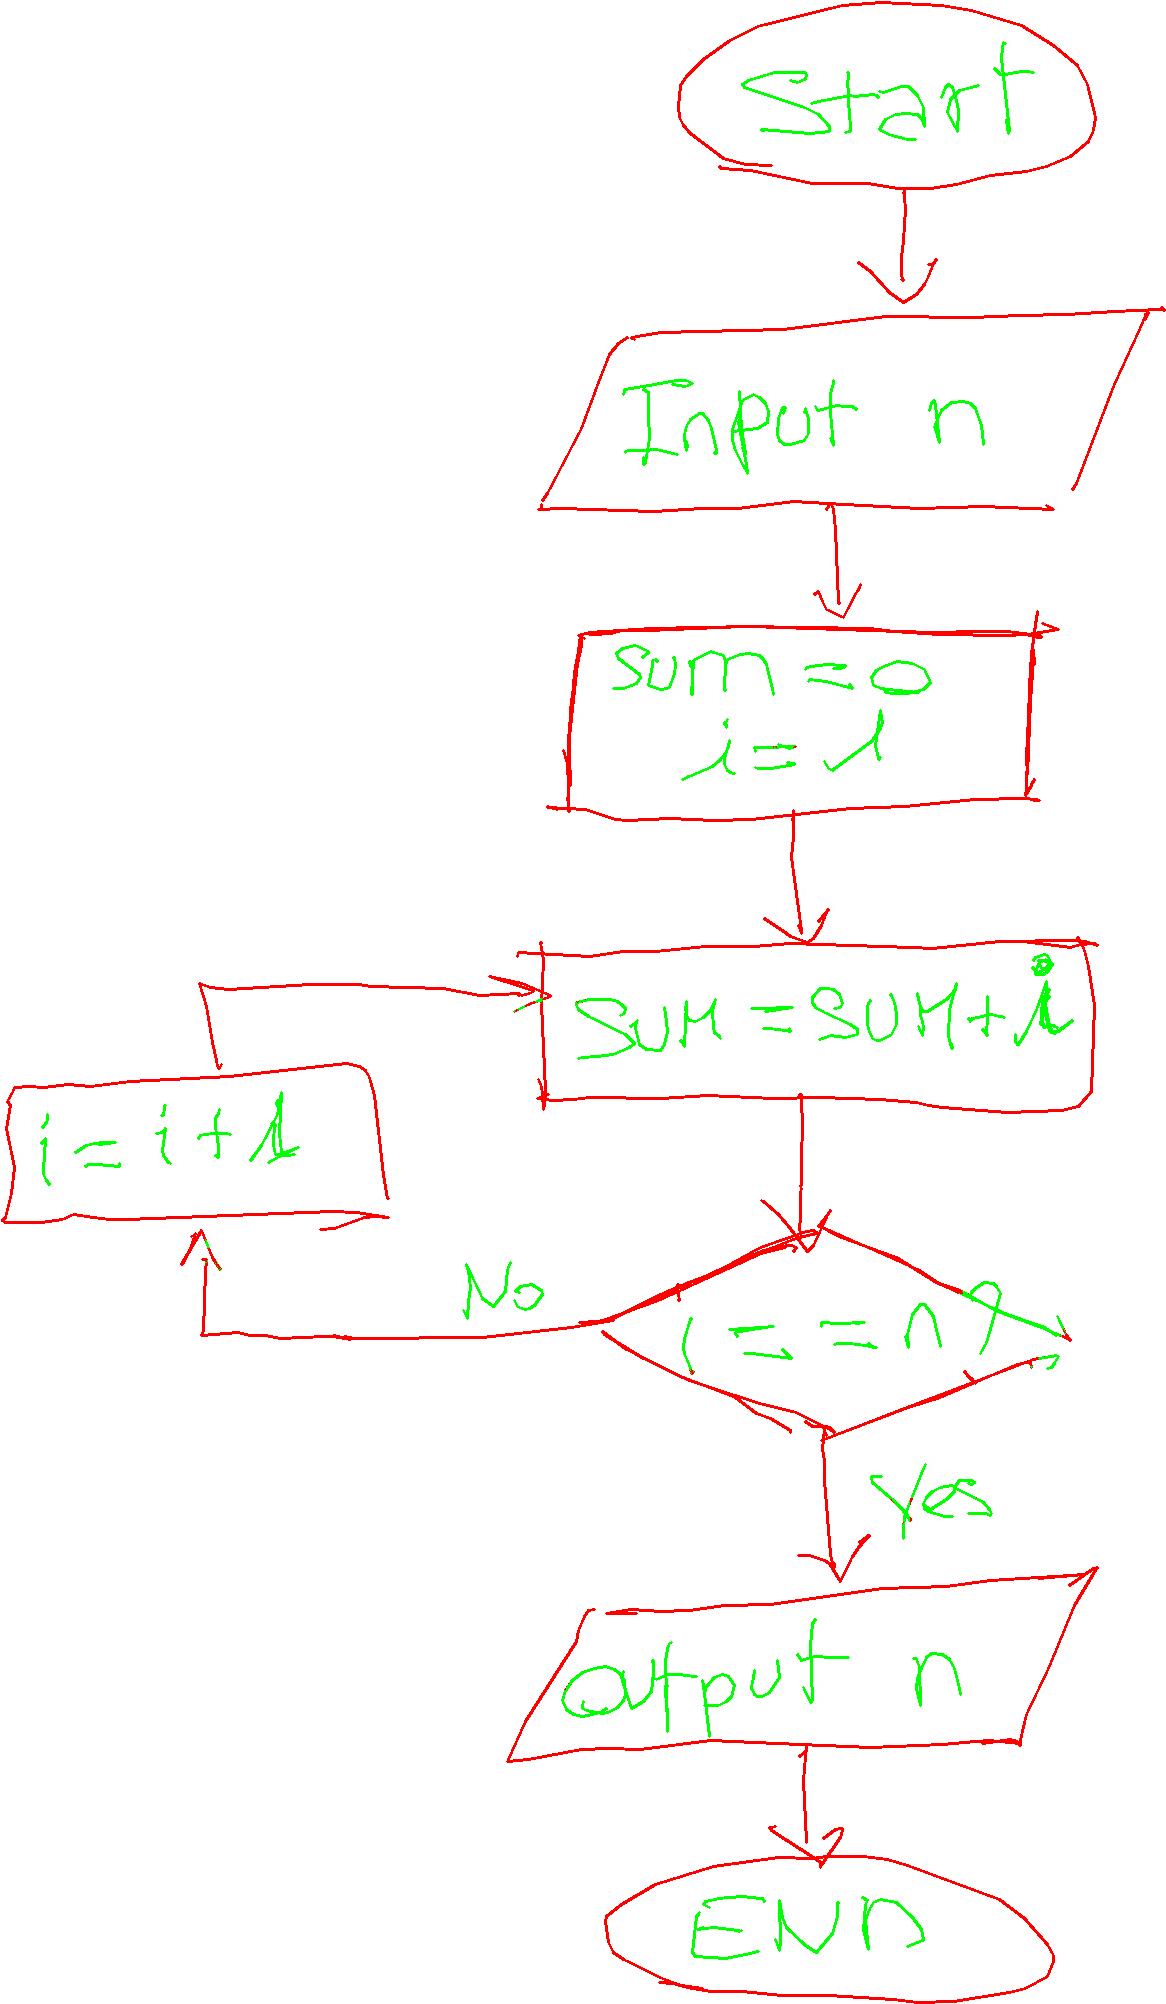 Start
Input n
sum = 0
i = 1
SUM = SUM + i
i = i + 1
No
i = = n?
Yes
output n
END